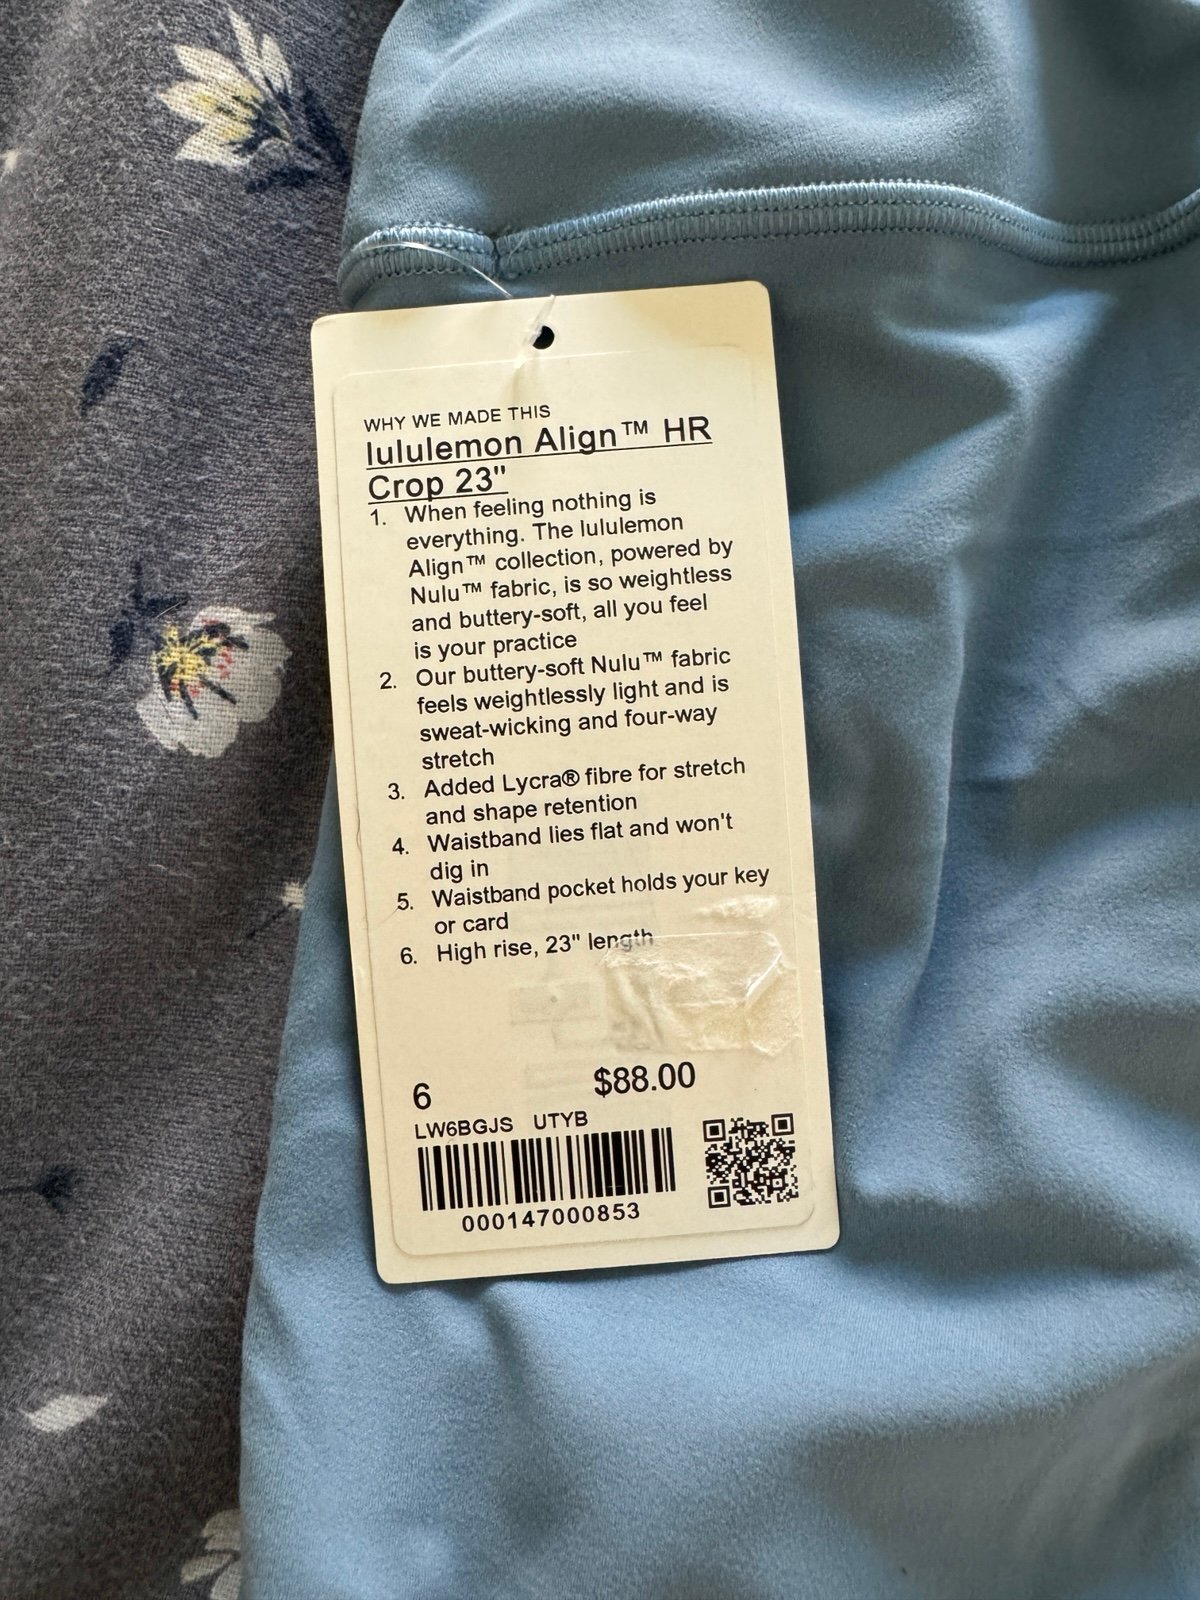 WHY WE MADE THIS
lululemon Align™ HR
Crop 23"
1. When feeling nothing is
everything. The lululemon
Align™ collection, powered by
Nulu™ fabric, is so weightless
and buttery-soft, all you feel
is your practice
2. Our buttery-soft Nulu™ fabric
feels weightlessly light and is
sweat-wicking and four-way
stretch
3. Added Lycra® fibre for stretch
and shape retention
4. Waistband lies flat and won't
dig in
5. Waistband pocket holds your key
or card
6. High rise, 23" length
6 $88.00
LW6BGJS UTYB
000147000853